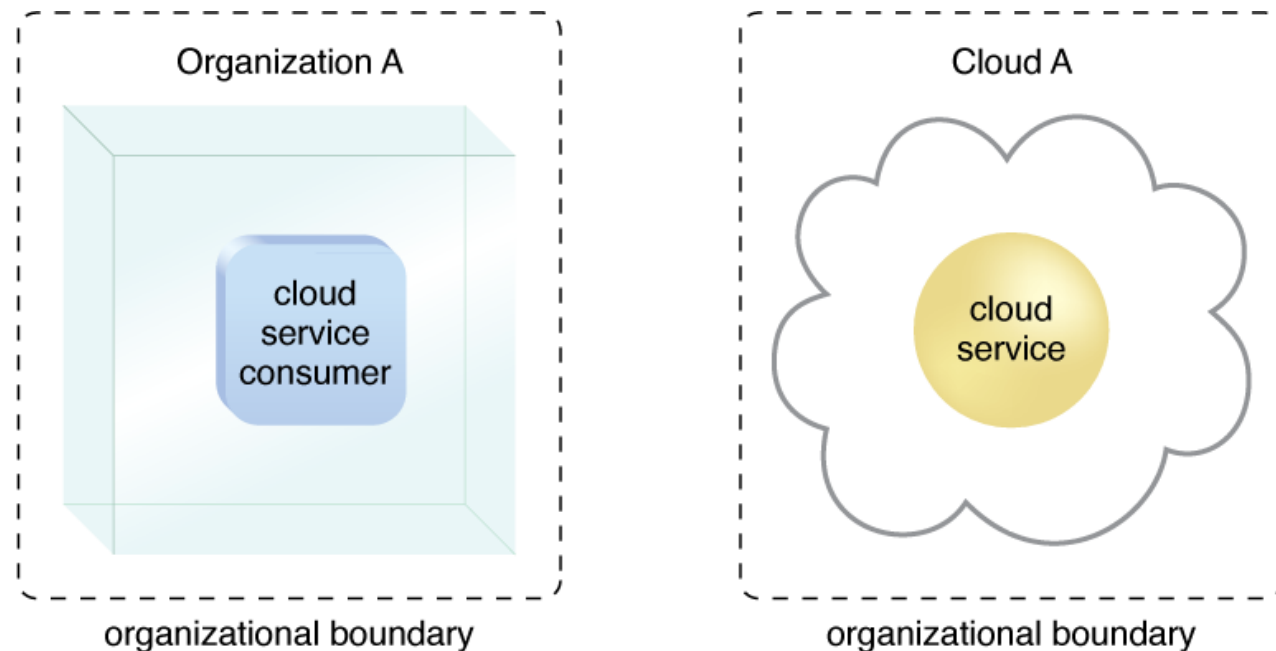 Organization A
cloud
service
consumer
organizational boundary
Cloud A
cloud
service
organizational boundary